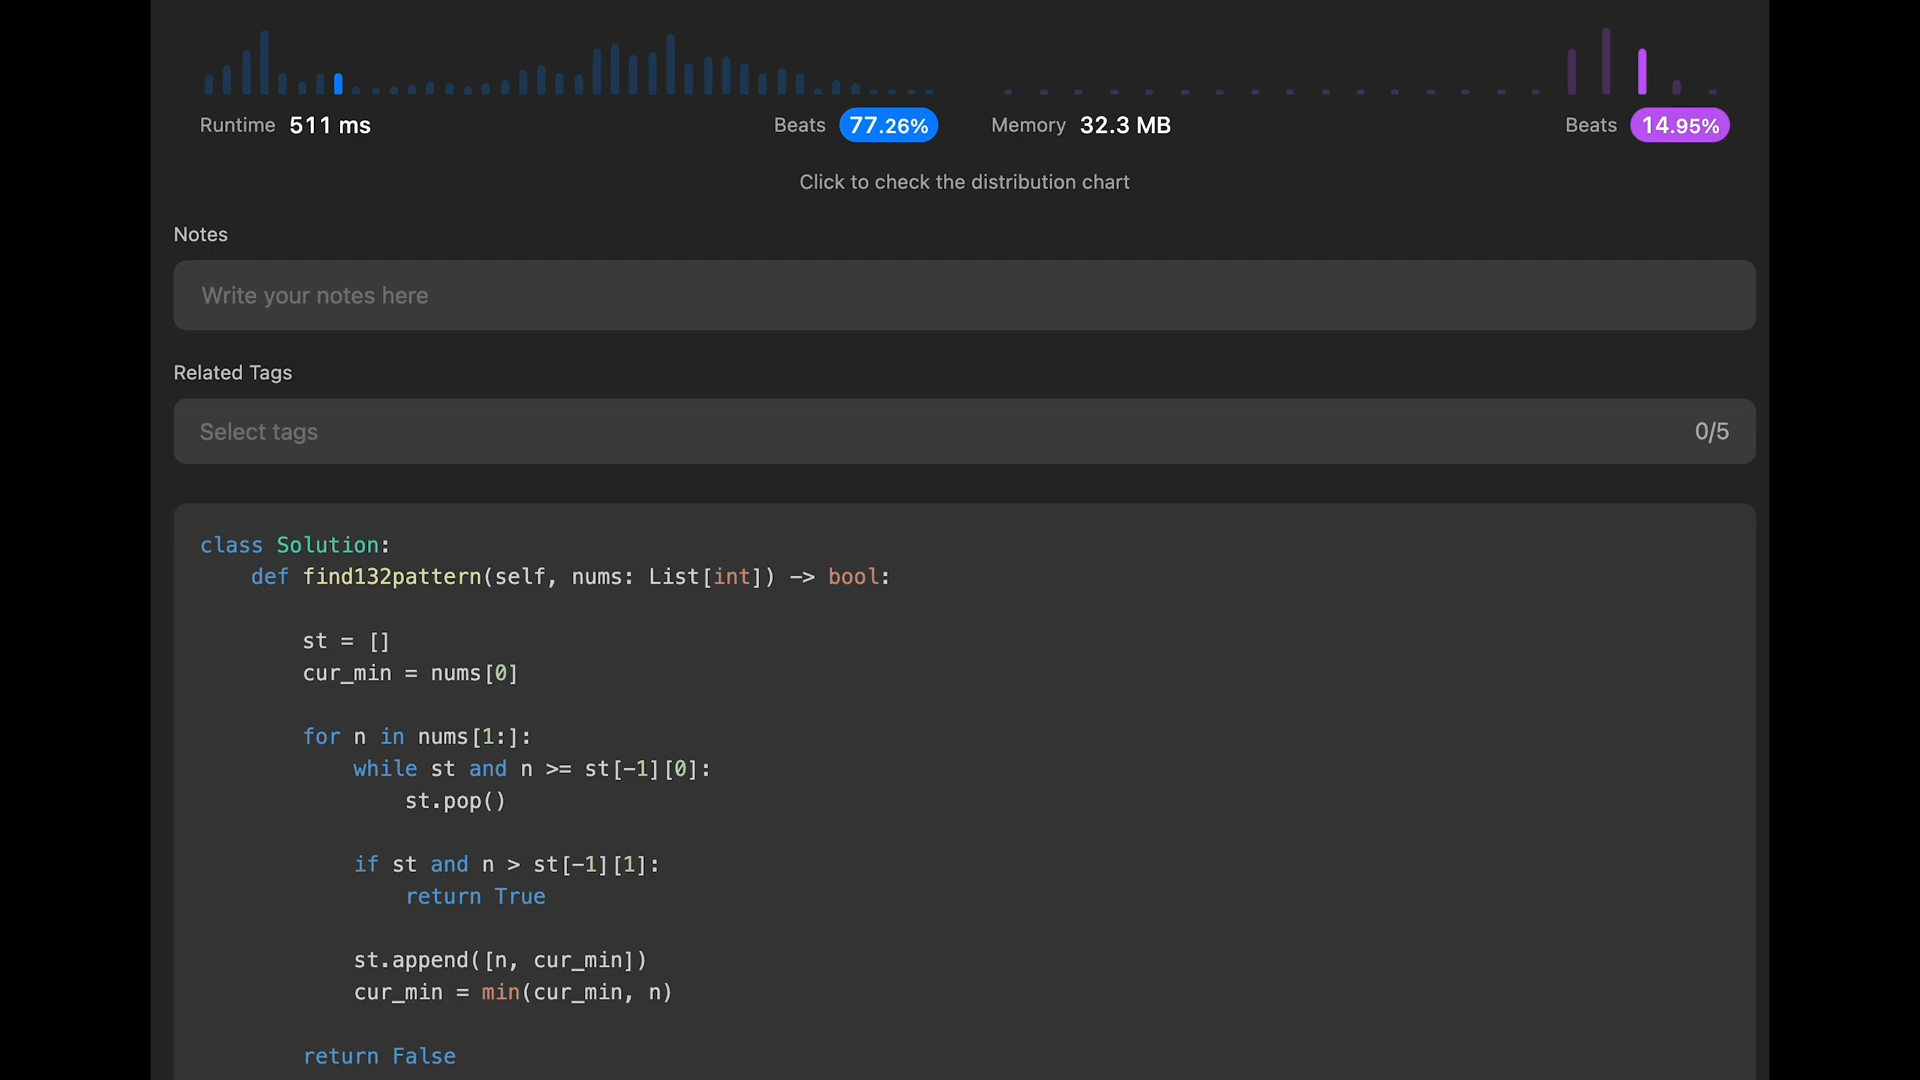 Runtime 511 ms Beats 77.26% Memory 32.3 MB Beats 14.95%
Click to check the distribution chart
Notes
Write your notes here
Related Tags
Select tags 0/5
class Solution:
    def find132pattern(self, nums: List[int]) -> bool:

        st = []
        cur_min = nums[0]

        for n in nums[1:]:
            while st and n >= st[-1][0]:
                st.pop()

            if st and n > st[-1][1]:
                return True

            st.append([n, cur_min])
            cur_min = min(cur_min, n)

        return False